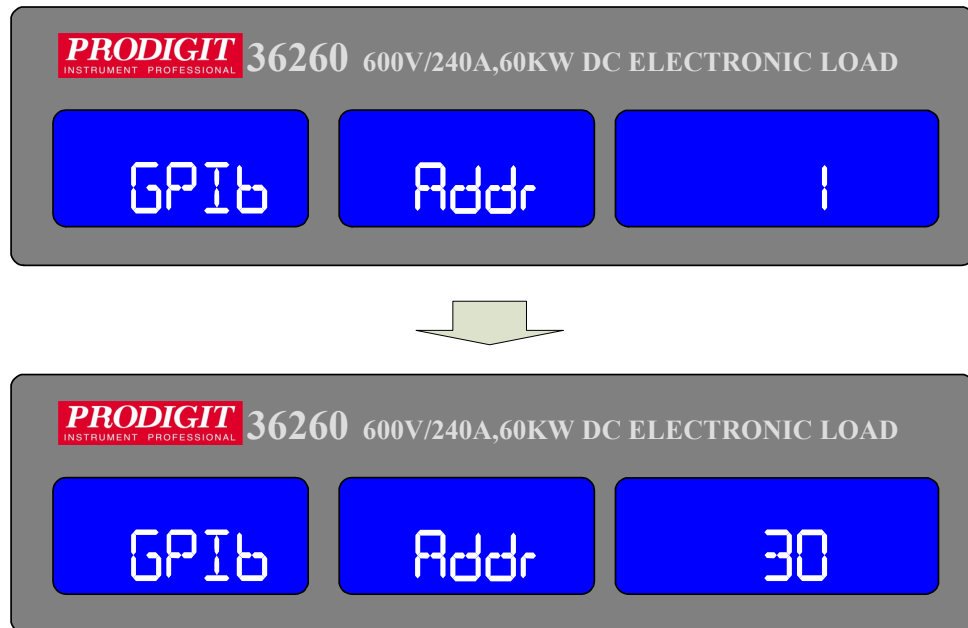 PRODIGIT
INSTRUMENT PROFESSIONAL
36260 600V/240A,60KW DC ELECTRONIC LOAD
GPIb Addr 1
PRODIGIT
INSTRUMENT PROFESSIONAL
36260 600V/240A,60KW DC ELECTRONIC LOAD
GPIb Addr 30